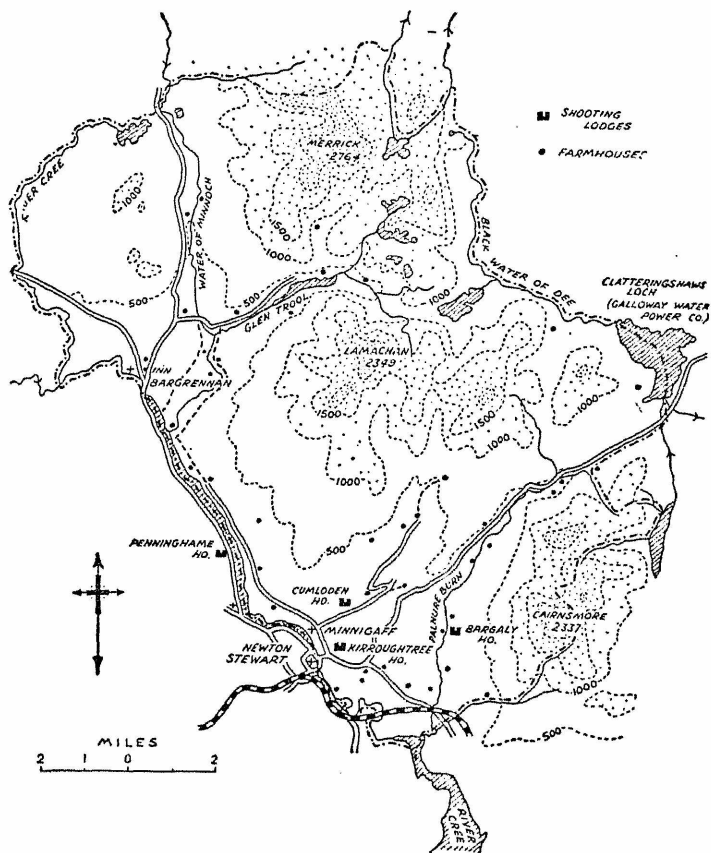 SHOOTING
LODGES
FARMHOUSES
MERRICK
2764
RIVER CREE
1000
WATER OF MINNOCH
1500
1000
BLACK
WATER OF DEE
500
500
1000
CLATTERINGSHAWS
LOCH
(GALLOWAY WATER
POWER CO.)
GLEN TROOL
LAMACHAN
2349
INN
BARGRENNAN
1500
1500
1000
1000
1000
500
PENNINGHAME
HO.
CUMLODEN
HO.
PALNURE BURN
CAIRNSMORE
2337
MINNIGAFF
BARGALY
HO.
NEWTON
STEWART
KIRROUGHTREE
HO.
1000
500
MILES
2 1 0 2
RIVER
CREE